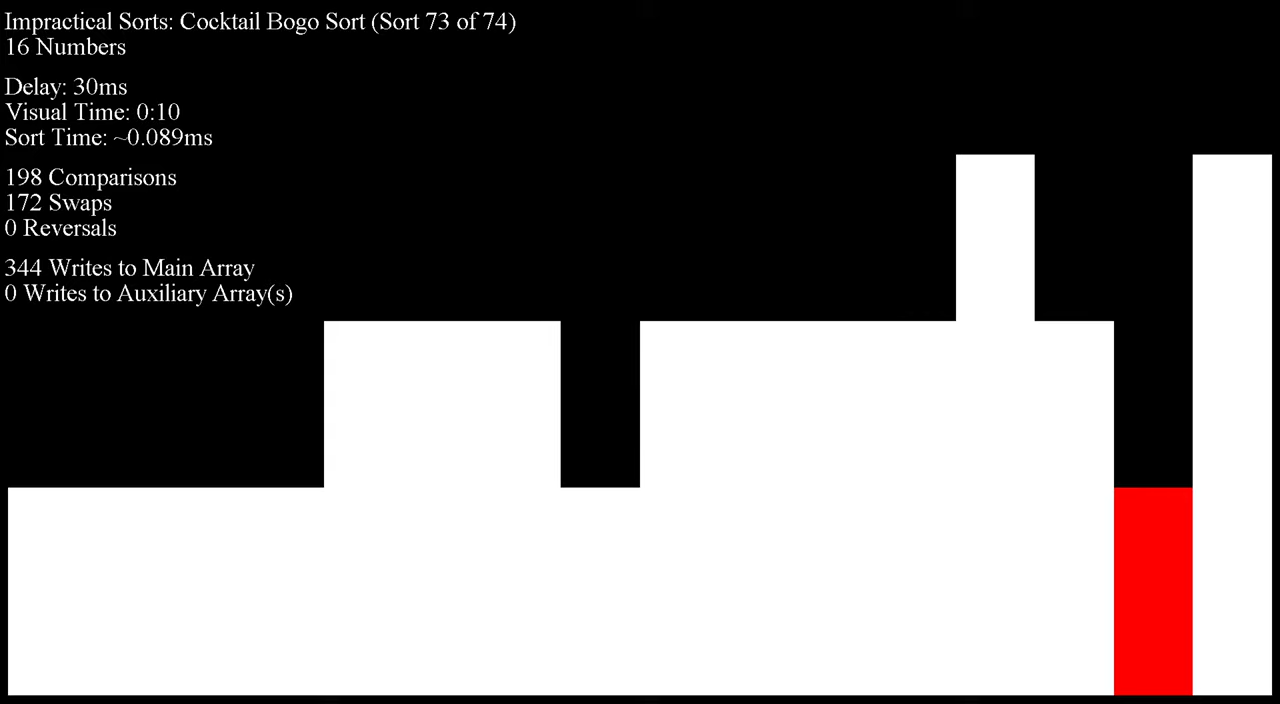 Impractical Sorts: Cocktail Bogo Sort (Sort 73 of 74)
16 Numbers
Delay: 30ms
Visual Time: 0:10
Sort Time: ~0.089ms
198 Comparisons
172 Swaps
0 Reversals
344 Writes to Main Array
0 Writes to Auxiliary Array(s)